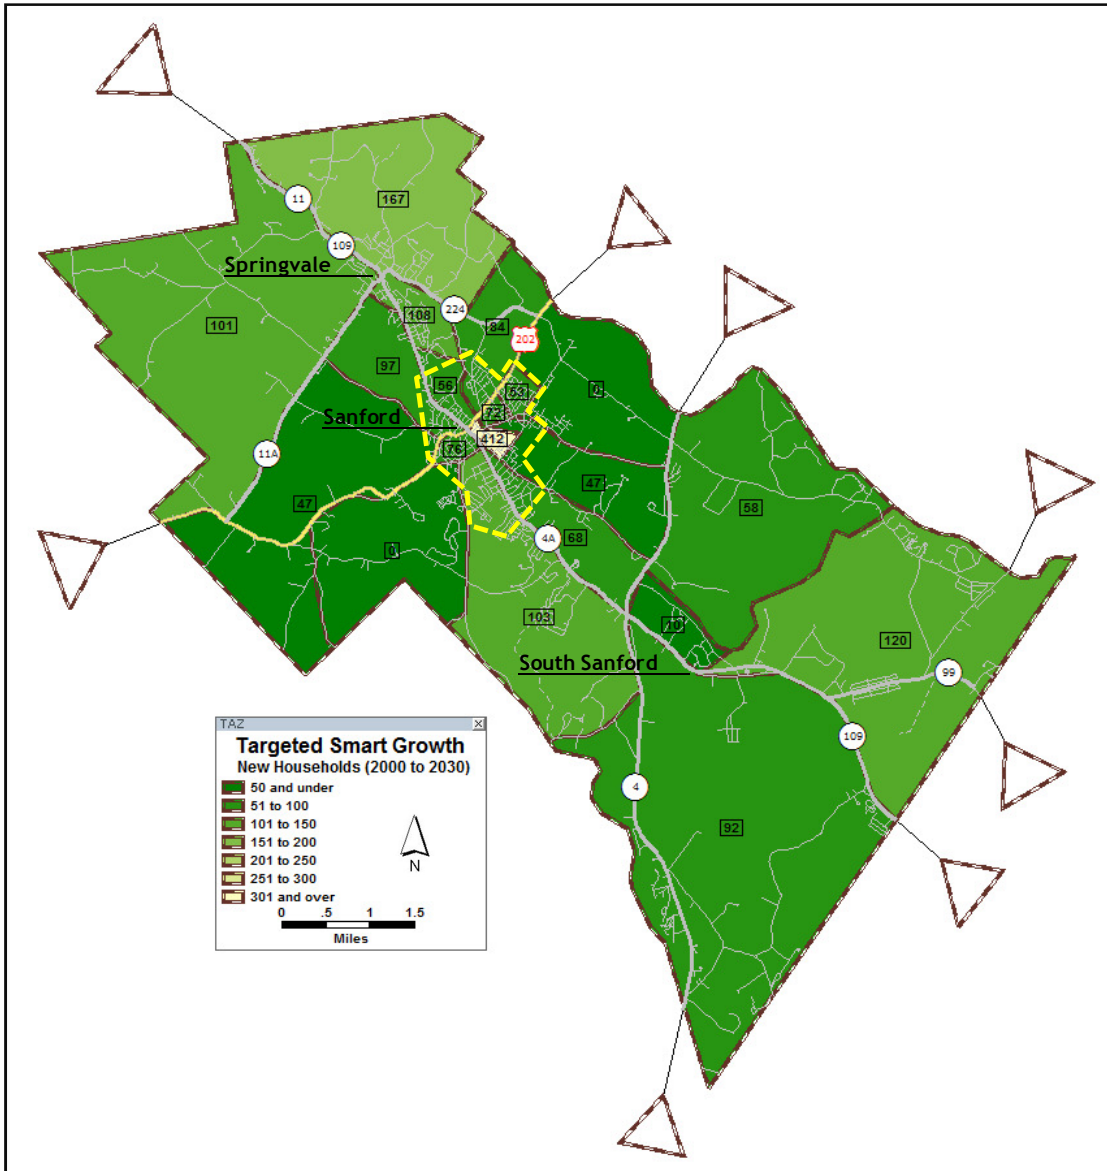 11
167
109
Springvale
224
108
101
84
202
97
56
53
0
72
Sanford
412
76
11A
47
47
58
0
4A
68
103
10
120
South Sanford
99
109
4
92
TAZ
Targeted Smart Growth
New Households (2000 to 2030)
50 and under
51 to 100
101 to 150
151 to 200
201 to 250
251 to 300
301 and over
N
0 .5 1 1.5
Miles